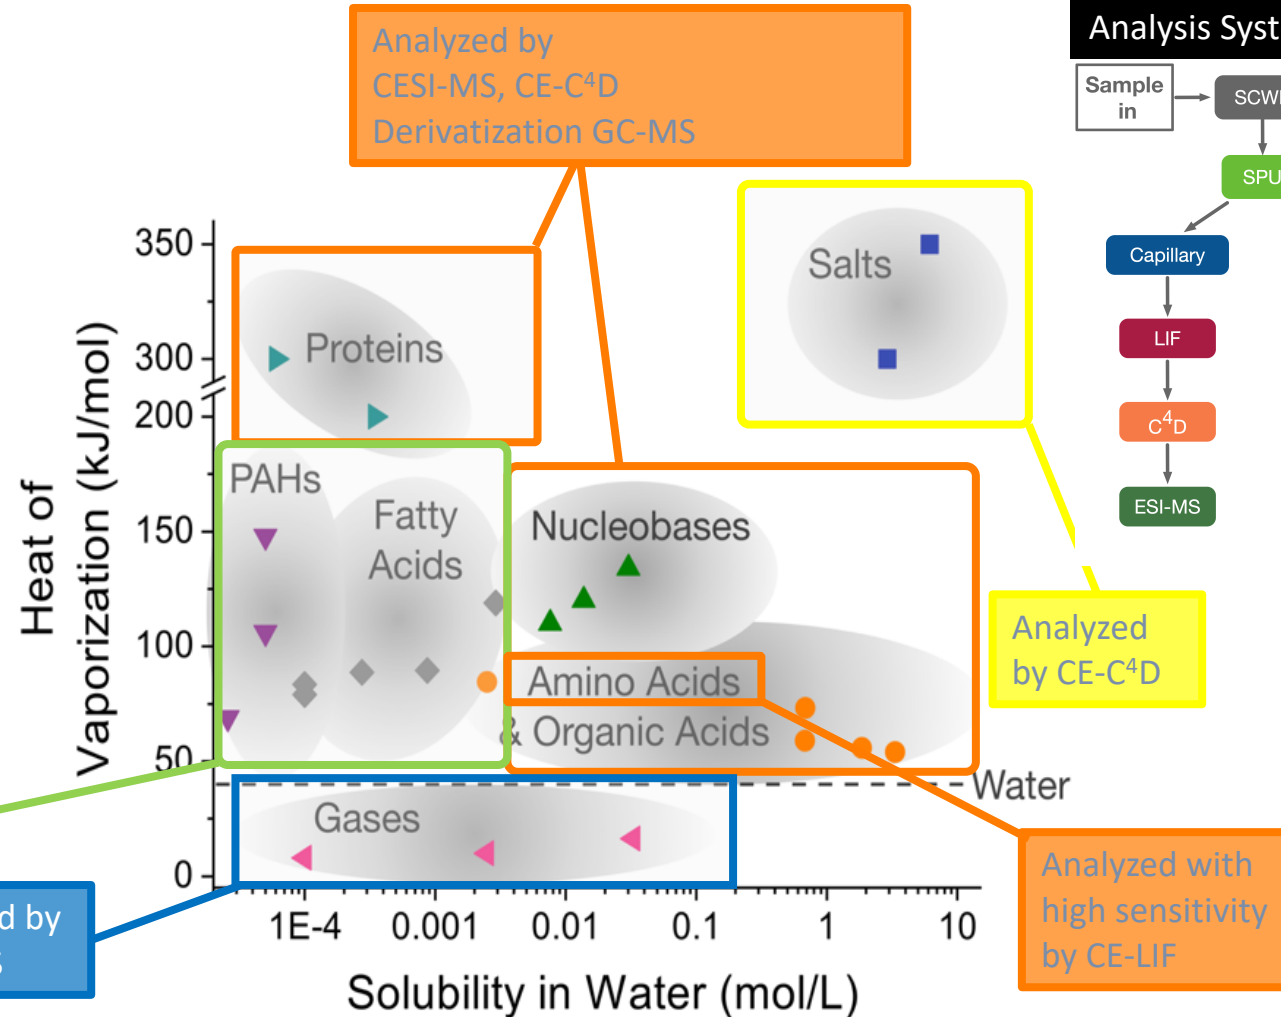 Analyzed by
CESI-MS, CE-C⁴D
Derivatization GC-MS
Analysis Syst
Sample
in
SCW
SPU
Capillary
LIF
C⁴D
ESI-MS
350
300
200
150
100
50
0
Heat of
Vaporization (kJ/mol)
Proteins
Salts
PAHs
Fatty
Acids
Nucleobases
Amino Acids
& Organic Acids
Gases
Water
Analyzed
by CE-C⁴D
Analyzed with
high sensitivity
by CE-LIF
d by
S
1E-4 0.001 0.01 0.1 1 10
Solubility in Water (mol/L)